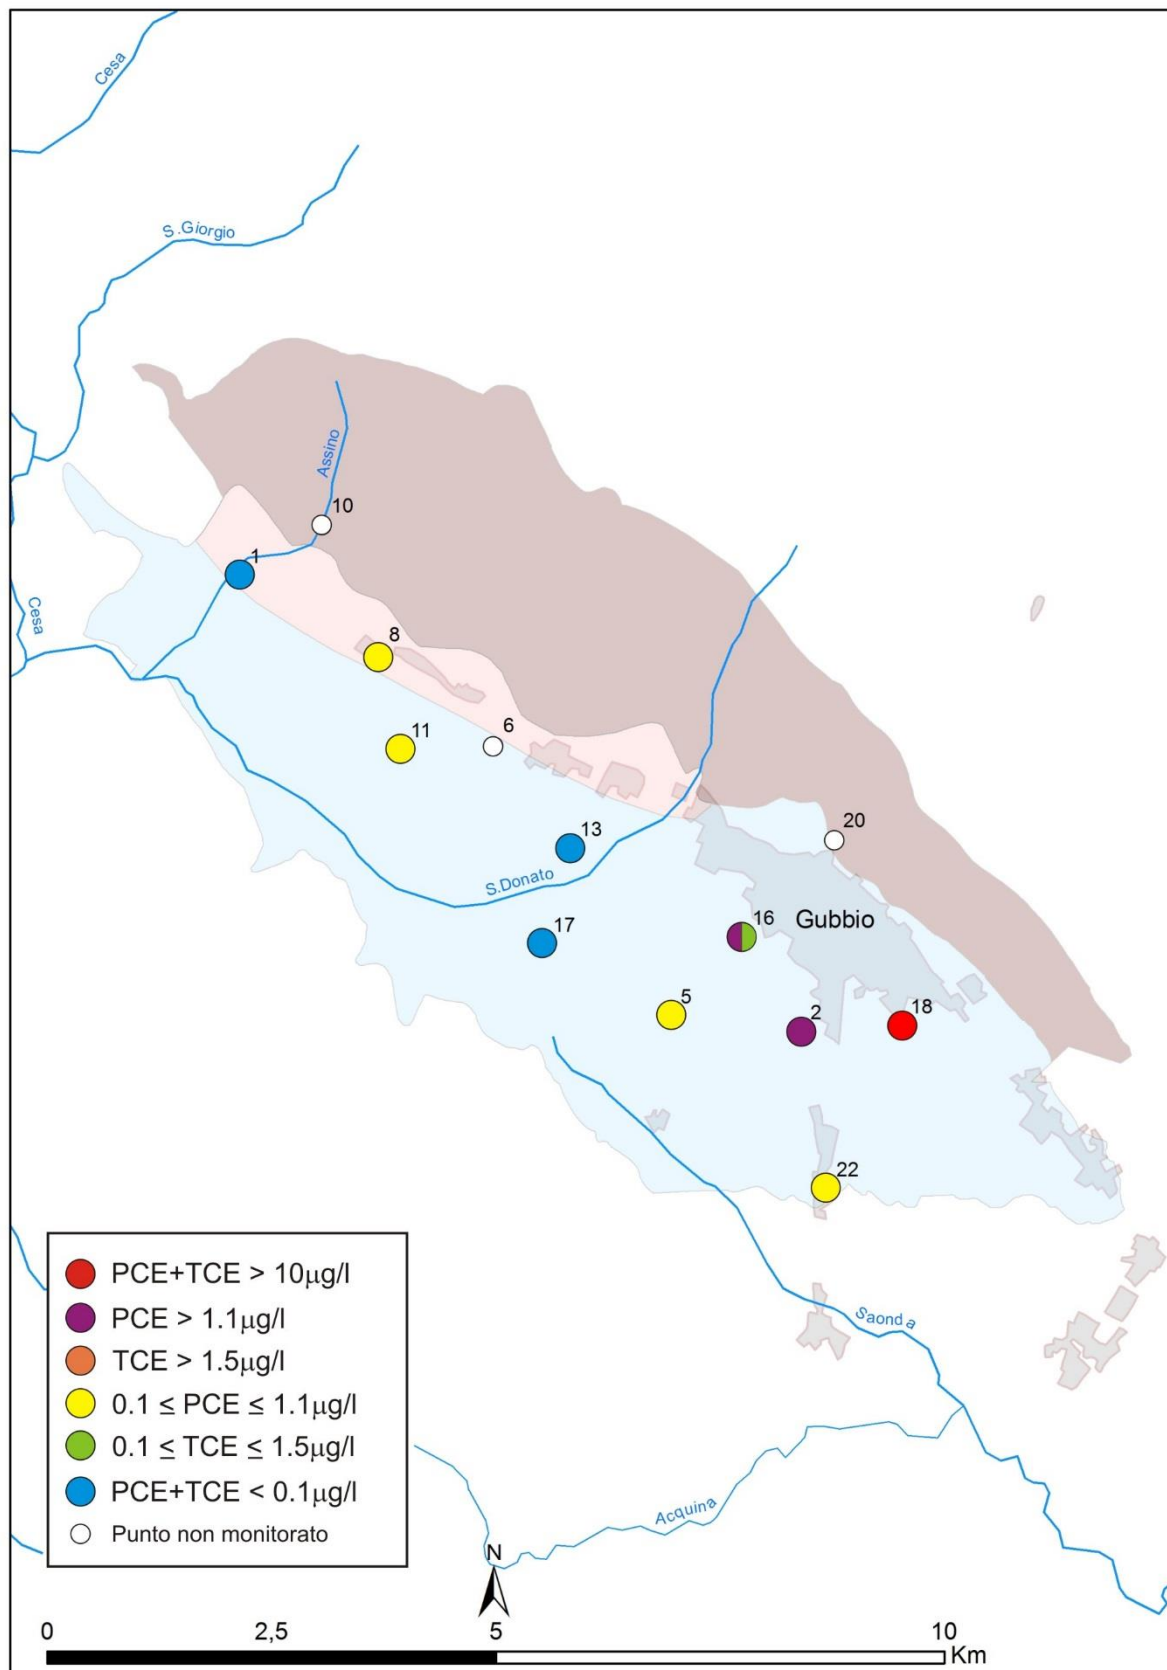 Cesa
S.Giorgio
Assino
10
1
Cesa
8
6
11
20
13
S.Donato
16
Gubbio
17
5
2
18
22
PCE+TCE > 10µg/l
PCE > 1.1µg/l
TCE > 1.5µg/l
0.1 ≤ PCE ≤ 1.1µg/l
0.1 ≤ TCE ≤ 1.5µg/l
PCE+TCE < 0.1µg/l
Punto non monitorato
Saonda
Acquina
N
0 2,5 5 10
Km